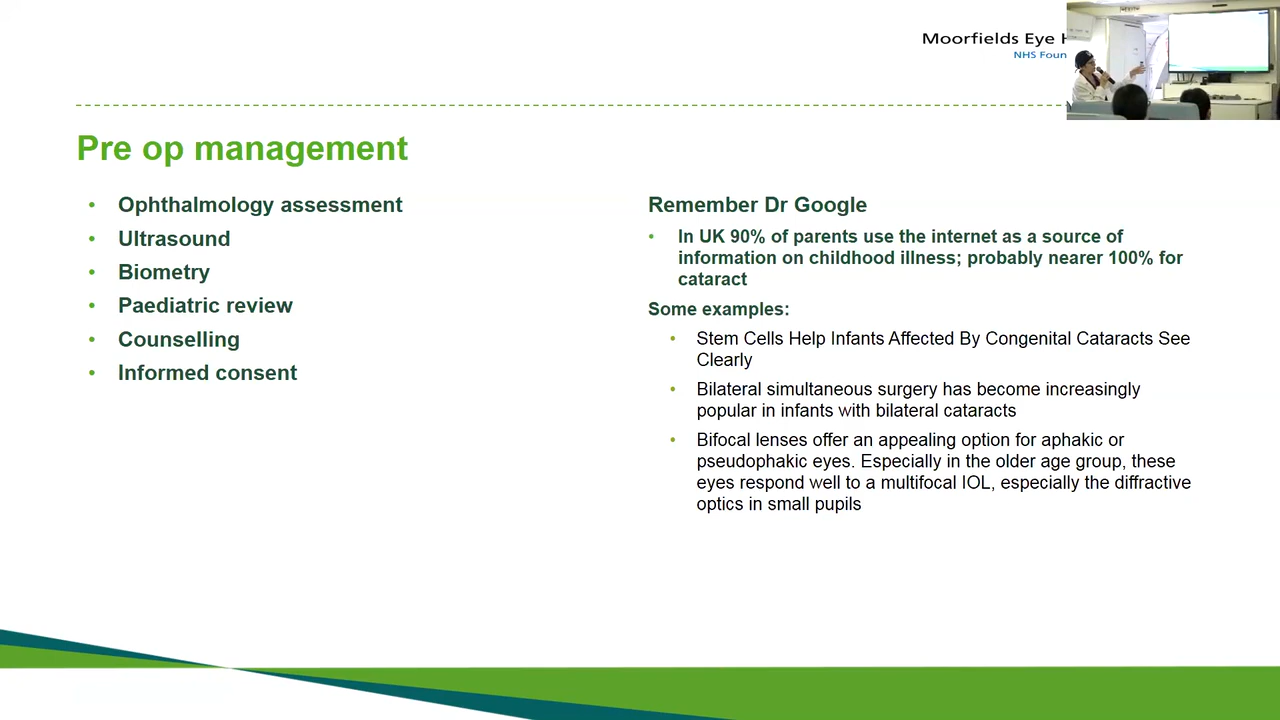 Moorfields Eye
NHS
Pre op management
• Ophthalmology assessment
• Ultrasound
• Biometry
• Paediatric review
• Counselling
• Informed consent
Remember Dr Google
• In UK 90% of parents use the internet as a source of
information on childhood illness; probably nearer 100% for
cataract
Some examples:
• Stem Cells Help Infants Affected By Congenital Cataracts See
Clearly
• Bilateral simultaneous surgery has become increasingly
popular in infants with bilateral cataracts
• Bifocal lenses offer an appealing option for aphakic or
pseudophakic eyes. Especially in the older age group, these
eyes respond well to a multifocal IOL, especially the diffractive
optics in small pupils